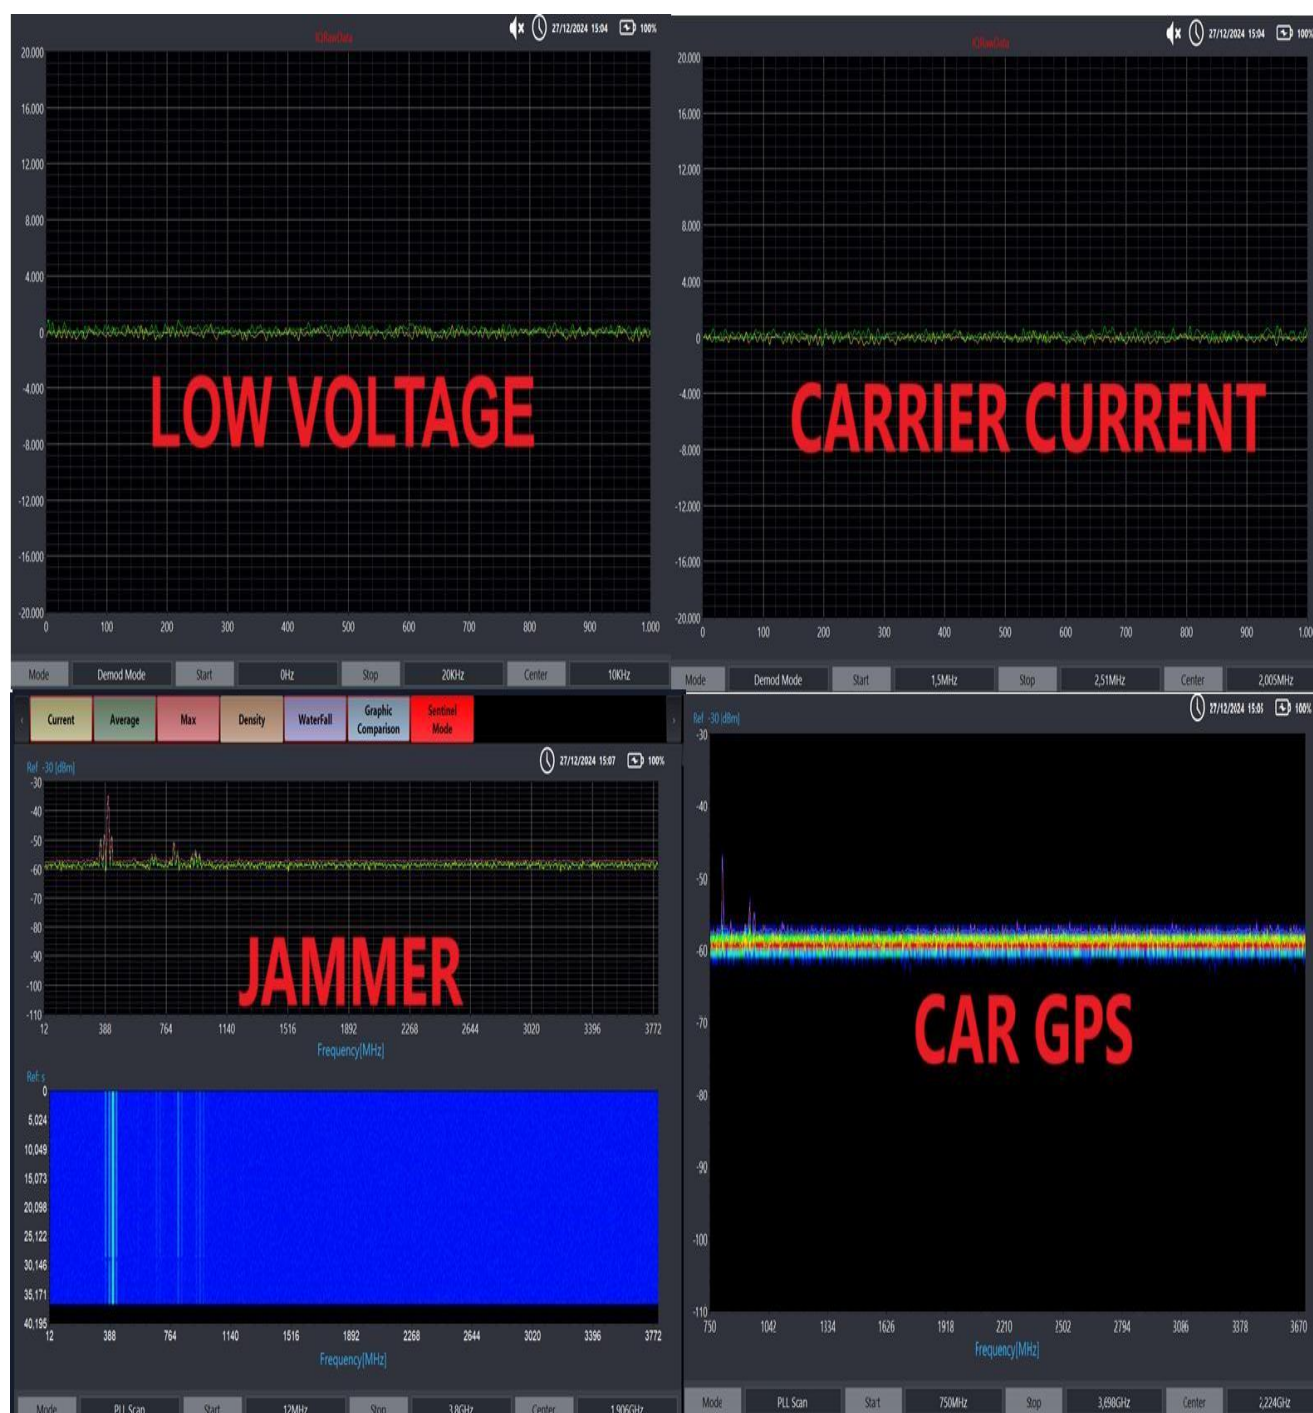 IQRawData
27/12/2024 15:04 100%
20.000
16.000
12.000
8.000
4.000
0
-4.000
-8.000
-12.000
-16.000
-20.000
LOW VOLTAGE
0 100 200 300 400 500 600 700 800 900 1.000
Mode Demod Mode Start 0Hz Stop 20KHz Center 10KHz
IQRawData
27/12/2024 15:04 100%
20.000
16.000
12.000
8.000
4.000
0
-4.000
-8.000
-12.000
-16.000
-20.000
CARRIER CURRENT
0 100 200 300 400 500 600 700 800 900 1.000
Mode Demod Mode Start 1,5MHz Stop 2,51MHz Center 2,005MHz
Current Average Max Density WaterFall Graphic Comparison Sentinel Mode
27/12/2024 15:07 100%
Ref -30 [dBm]
-30
-40
-50
-60
-70
-80
-90
-100
-110
JAMMER
12 388 764 1140 1516 1892 2268 2644 3020 3396 3772
Frequency[MHz]
Ref: s
0
5,024
10,049
15,073
20,098
25,122
30,146
35,171
40,195
12 388 764 1140 1516 1892 2268 2644 3020 3396 3772
Frequency[MHz]
Mode PLL Scan Start 12MHz Stop 3,8GHz Center 1,906GHz
Ref -30 [dBm]
100%
-30
-40
-50
-60
-70
-80
-90
-100
-110
CAR GPS
750 1042 1334 1626 1918 2210 2502 2794 3086 3378 3670
Frequency[MHz]
Mode PLL Scan Start 750MHz Stop 3,698GHz Center 2,224GHz